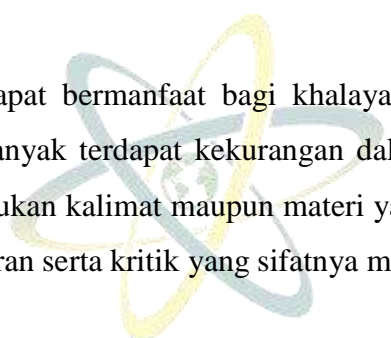 apat bermanfaat bagi khalaya
anyak terdapat kekurangan dal
ukan kalimat maupun materi ya
ran serta kritik yang sifatnya m